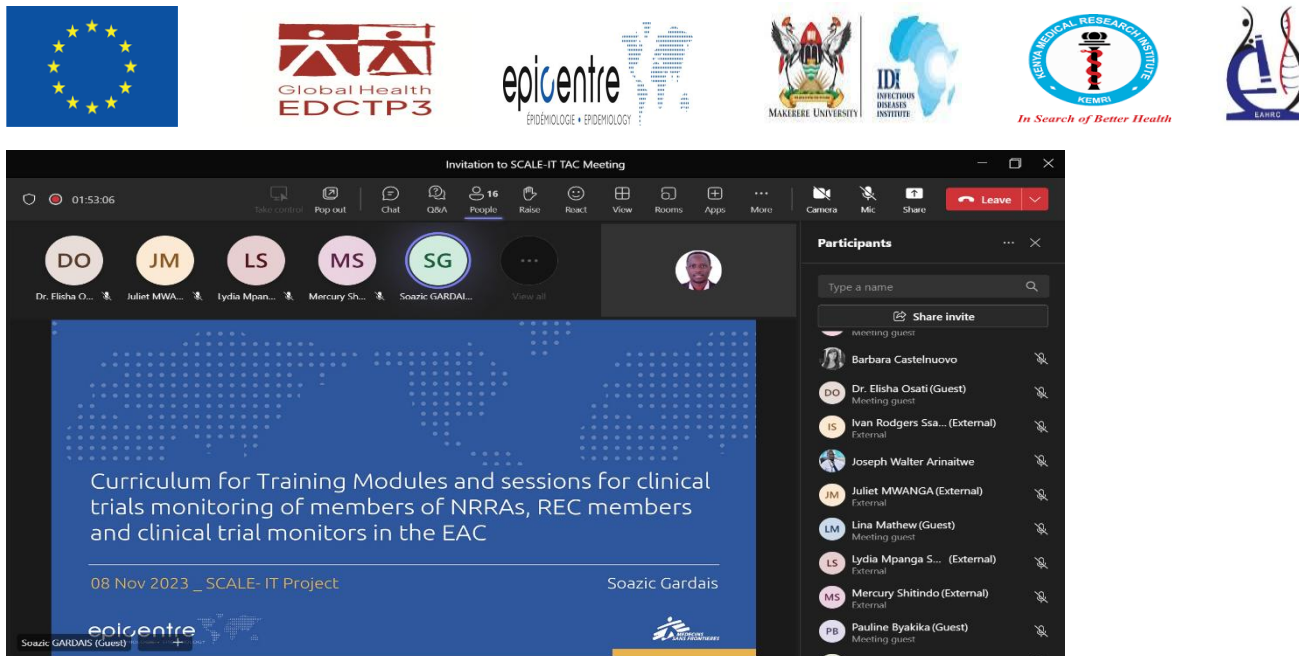 Global Health
EDCTP3
epicentre
ÉPIDÉMIOLOGIE • EPIDEMIOLOGY
MAKERERE UNIVERSITY
IDI
INFECTIOUS
DISEASES
INSTITUTE
KENYA MEDICAL RESEARCH INSTITUTE
KEMRI
In Search of Better Health
EAHRC
Invitation to SCALE-IT TAC Meeting
01:53:06
Take control
Pop out
Chat
Q&A
16
People
Raise
React
View
Rooms
Apps
More
Camera
Mic
Share
Leave
DO
JM
LS
MS
SG
Dr. Elisha O...
Juliet MWA...
Lydia Mpan...
Mercury Sh...
Soazic GARDAI...
View all
Curriculum for Training Modules and sessions for clinical
trials monitoring of members of NRRAs, REC members
and clinical trial monitors in the EAC
08 Nov 2023 _ SCALE- IT Project
Soazic Gardais
epicentre
MEDECINS
SANS FRONTIERES
Soazic GARDAIS (Guest)
Participants
Type a name
Share invite
Meeting guest
Barbara Castelnuovo
DO
Dr. Elisha Osati (Guest)
Meeting guest
IS
Ivan Rodgers Ssa... (External)
External
Joseph Walter Arinaitwe
JM
Juliet MWANGA (External)
External
LM
Lina Mathew (Guest)
Meeting guest
LS
Lydia Mpanga S... (External)
External
MS
Mercury Shitindo (External)
External
PB
Pauline Byakika (Guest)
Meeting guest